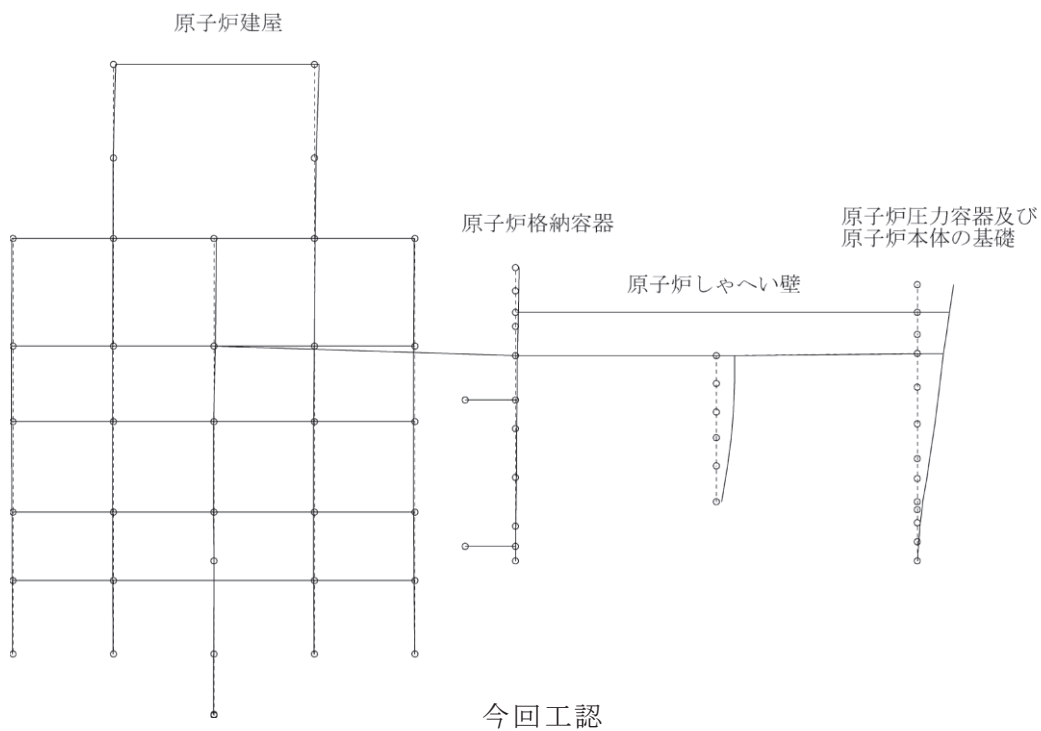 原子炉建屋
原子炉格納容器
原子炉圧力容器及び
原子炉本体の基礎
原子炉しゃへい壁
今回工認